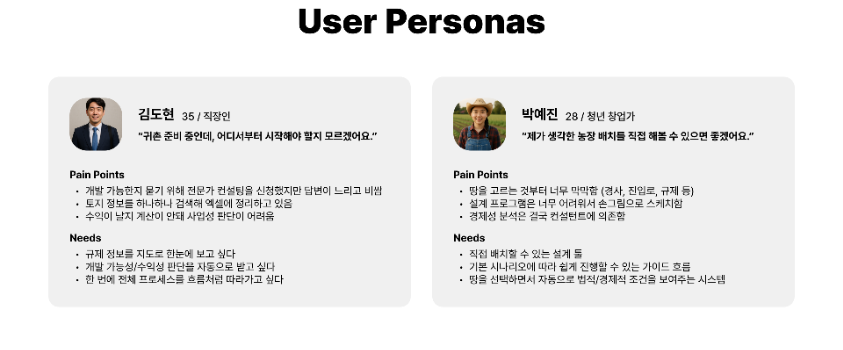 User Personas
김도현 35 / 직장인
"귀촌 준비 중인데, 어디서부터 시작해야 할지 모르겠어요."
Pain Points
• 개발 가능한지 묻기 위해 전문가 컨설팅을 신청했지만 답변이 느리고 비쌈
• 토지 정보를 하나하나 검색해 엑셀에 정리하고 있음
• 수익이 날지 계산이 안돼 사업성 판단이 어려움
Needs
• 규제 정보를 지도로 한눈에 보고 싶다
• 개발 가능성/수익성 판단을 자동으로 받고 싶다
• 한 번에 전체 프로세스를 흐름처럼 따라가고 싶다
박예진 28 / 청년 창업가
"제가 생각한 농장 배치를 직접 해볼 수 있으면 좋겠어요."
Pain Points
• 땅을 고르는 것부터 너무 막막함 (경사, 진입로, 규제 등)
• 설계 프로그램은 너무 어려워서 손그림으로 스케치함
• 경제성 분석은 결국 컨설턴트에 의존함
Needs
• 직접 배치할 수 있는 설계 툴
• 기본 시나리오에 따라 쉽게 진행할 수 있는 가이드 흐름
• 땅을 선택하면서 자동으로 법적/경제적 조건을 보여주는 시스템